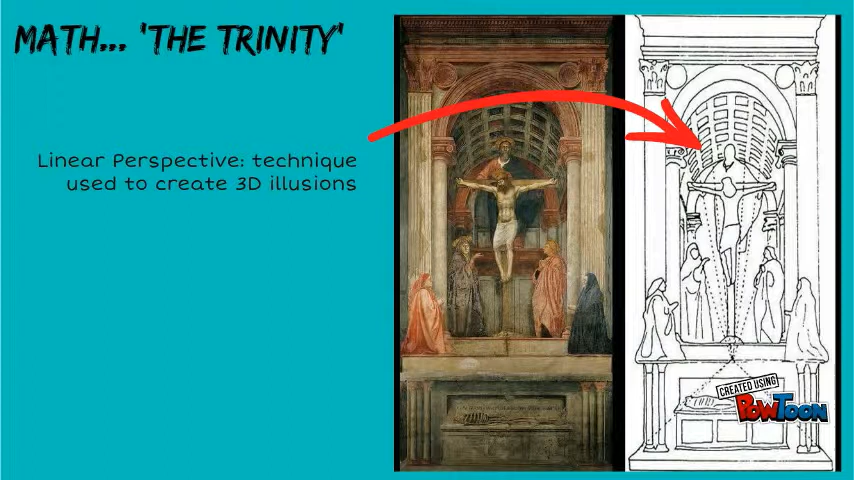 MATH... 'THE TRINITY'
Linear Perspective: technique
used to create 3D illusions
CREATED USING
POWTOON